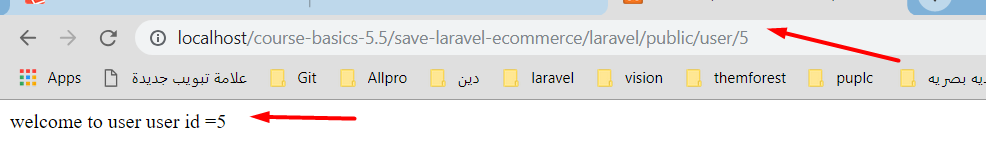 localhost/course-basics-5.5/save-laravel-ecommerce/laravel/public/user/5
Apps علامة تبويب جديدة Git Allpro دين laravel vision themforest puplc ديه بصريه
welcome to user user id =5